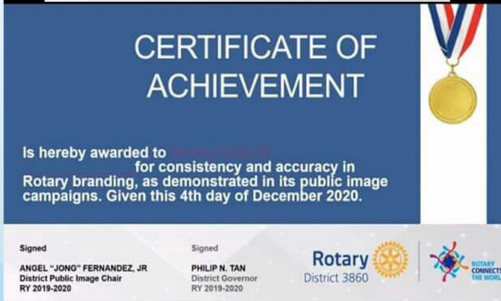 CERTIFICATE OF
ACHIEVEMENT
Is hereby awarded to
for consistency and accuracy in
Rotary branding, as demonstrated in its public image
campaigns. Given this 4th day of December 2020.
Signed
ANGEL “JONG” FERNANDEZ, JR
District Public Image Chair
RY 2019-2020
Signed
PHILIP N. TAN
District Governor
RY 2019-2020
Rotary
District 3860
ROTARY
CONNECTS
THE WORLD